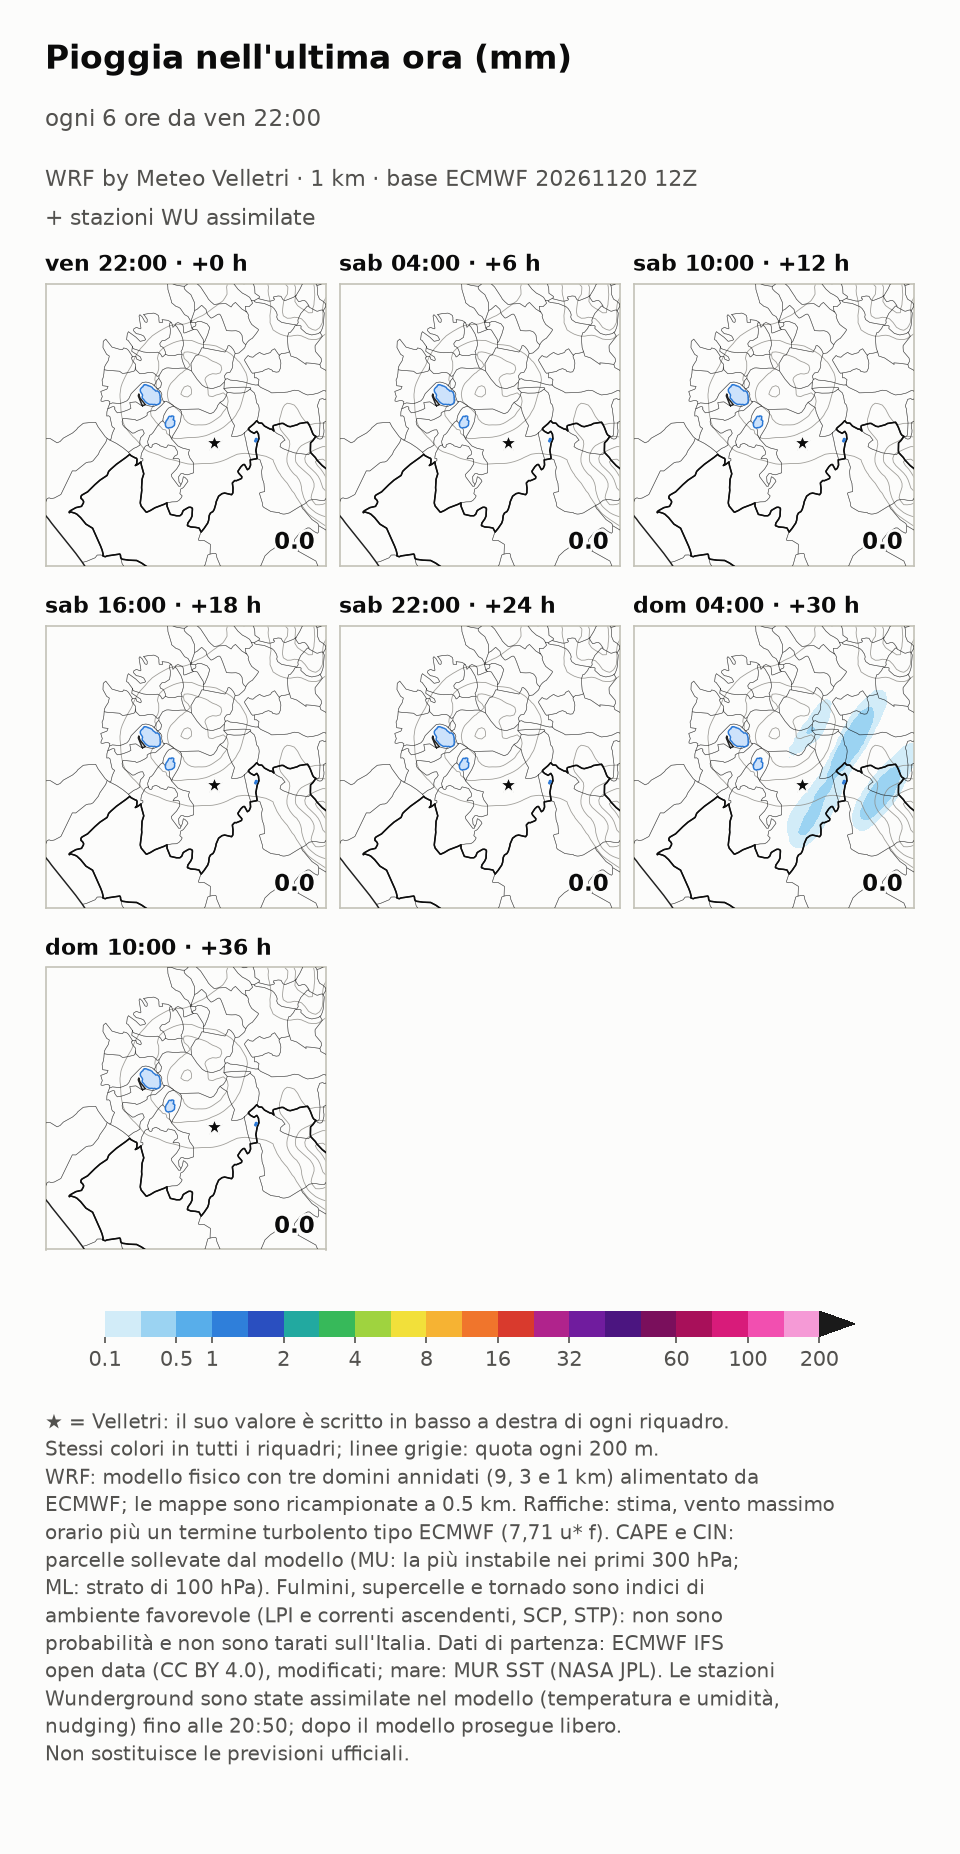 Pioggia nell'ultima ora (mm)
ogni 6 ore da ven 22:00
WRF by Meteo Velletri · 1 km · base ECMWF 20261120 12Z
+ stazioni WU assimilate
ven 22:00 · +0 h
sab 04:00 · +6 h
sab 10:00 · +12 h
0.0
0.0
0.0
sab 16:00 · +18 h
sab 22:00 · +24 h
dom 04:00 · +30 h
0.0
0.0
0.0
dom 10:00 · +36 h
0.0
0.1 0.5 1 2 4 8 16 32 60 100 200
★ = Velletri: il suo valore è scritto in basso a destra di ogni riquadro.
Stessi colori in tutti i riquadri; linee grigie: quota ogni 200 m.
WRF: modello fisico con tre domini annidati (9, 3 e 1 km) alimentato da
ECMWF; le mappe sono ricampionate a 0.5 km. Raffiche: stima, vento massimo
orario più un termine turbolento tipo ECMWF (7,71 u* f). CAPE e CIN:
parcelle sollevate dal modello (MU: la più instabile nei primi 300 hPa;
ML: strato di 100 hPa). Fulmini, supercelle e tornado sono indici di
ambiente favorevole (LPI e correnti ascendenti, SCP, STP): non sono
probabilità e non sono tarati sull'Italia. Dati di partenza: ECMWF IFS
open data (CC BY 4.0), modificati; mare: MUR SST (NASA JPL). Le stazioni
Wunderground sono state assimilate nel modello (temperatura e umidità,
nudging) fino alle 20:50; dopo il modello prosegue libero.
Non sostituisce le previsioni ufficiali.